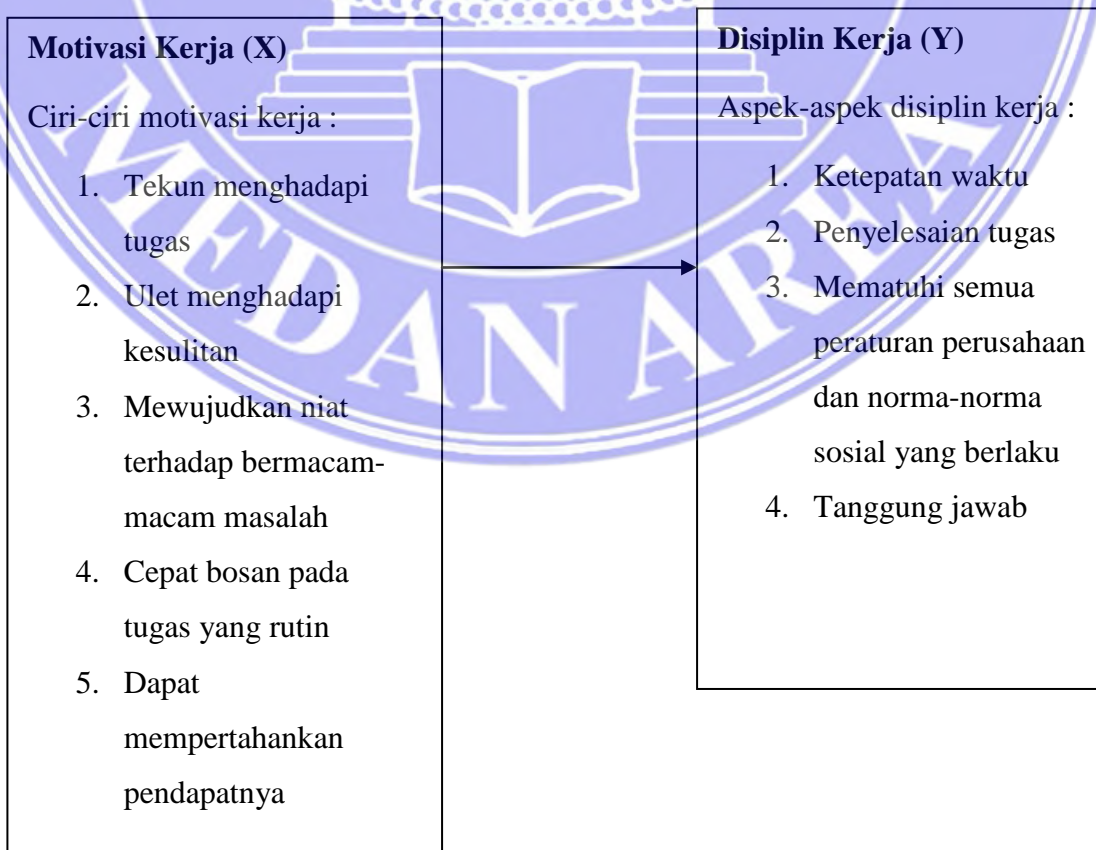 Motivasi Kerja (X)
Ciri-ciri motivasi kerja :
1. Tekun menghadapi
tugas
2. Ulet menghadapi
kesulitan
3. Mewujudkan niat
terhadap bermacam-
macam masalah
4. Cepat bosan pada
tugas yang rutin
5. Dapat
mempertahankan
pendapatnya
Disiplin Kerja (Y)
Aspek-aspek disiplin kerja :
1. Ketepatan waktu
2. Penyelesaian tugas
3. Mematuhi semua
peraturan perusahaan
dan norma-norma
sosial yang berlaku
4. Tanggung jawab
MEDAN AREA